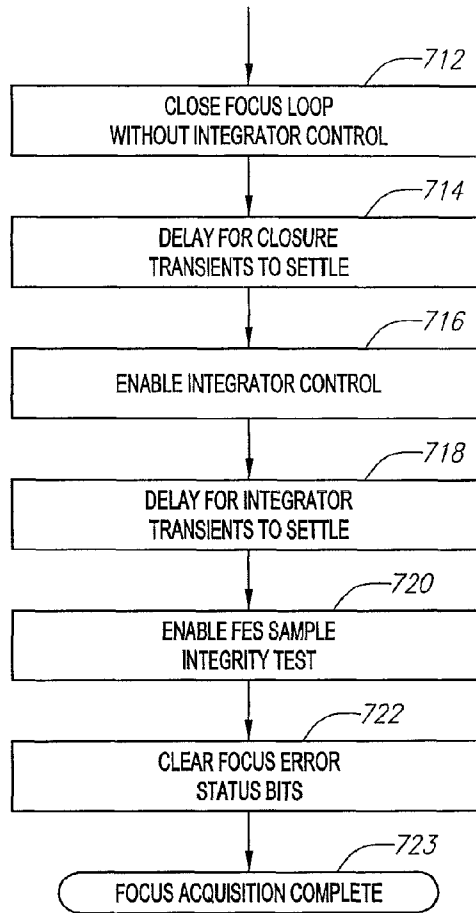 712
CLOSE FOCUS LOOP
WITHOUT INTEGRATOR CONTROL
714
DELAY FOR CLOSURE
TRANSIENTS TO SETTLE
716
ENABLE INTEGRATOR CONTROL
718
DELAY FOR INTEGRATOR
TRANSIENTS TO SETTLE
720
ENABLE FES SAMPLE
INTEGRITY TEST
722
CLEAR FOCUS ERROR
STATUS BITS
723
FOCUS ACQUISITION COMPLETE